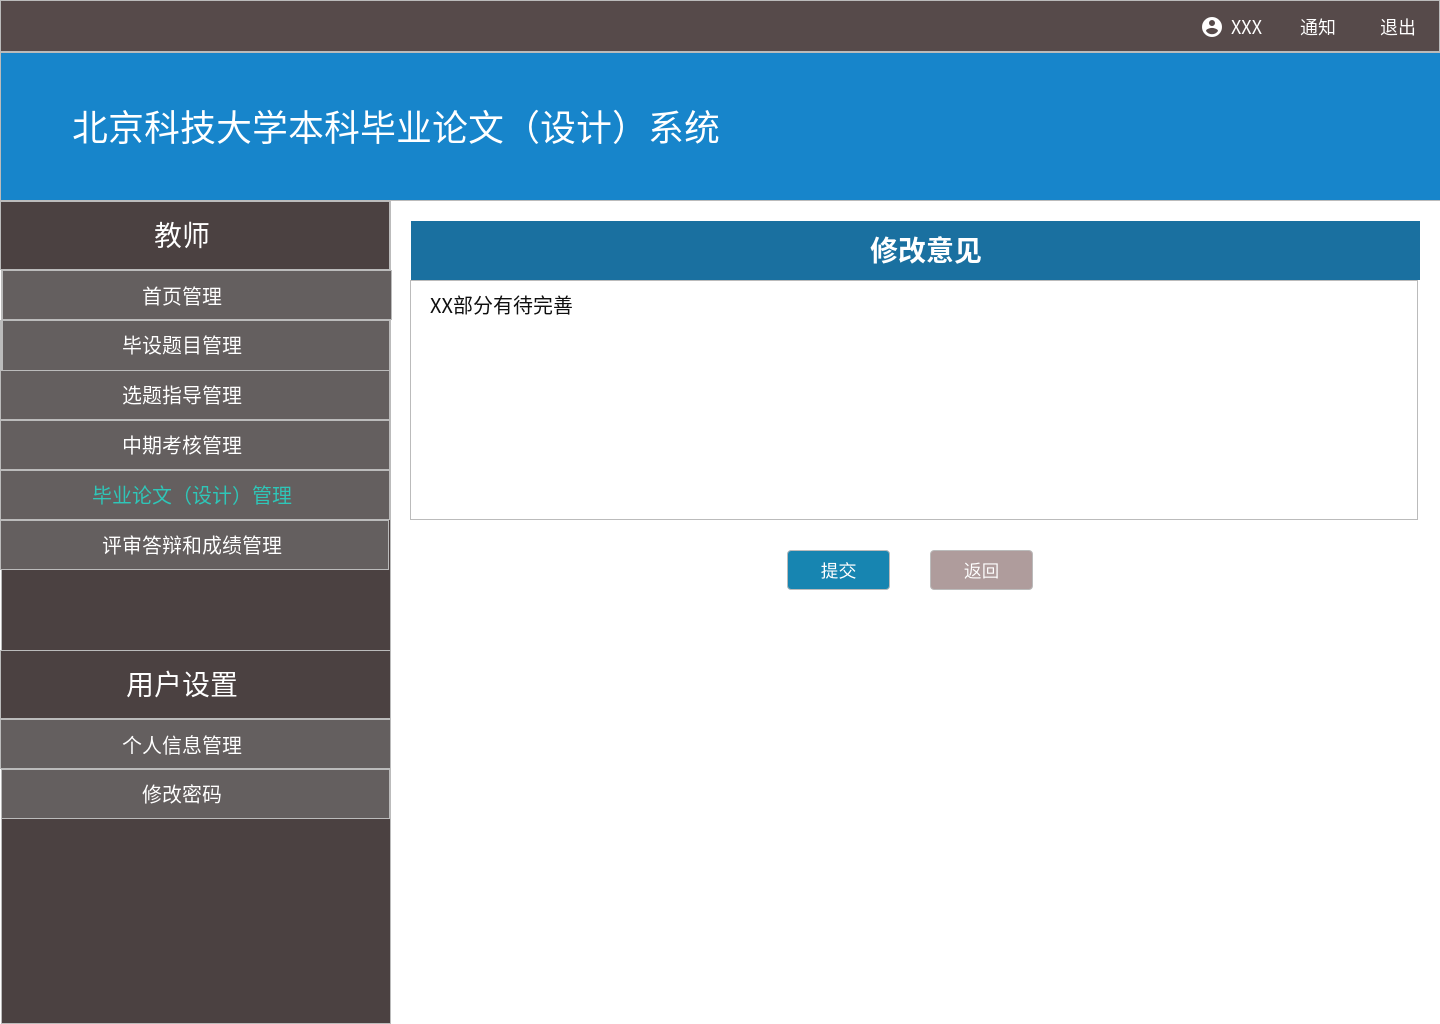 XXX 通知 退出
北京科技大学本科毕业论文（设计）系统
教师
首页管理
毕设题目管理
选题指导管理
中期考核管理
毕业论文（设计）管理
评审答辩和成绩管理
用户设置
个人信息管理
修改密码
修改意见
XX部分有待完善
提交 返回